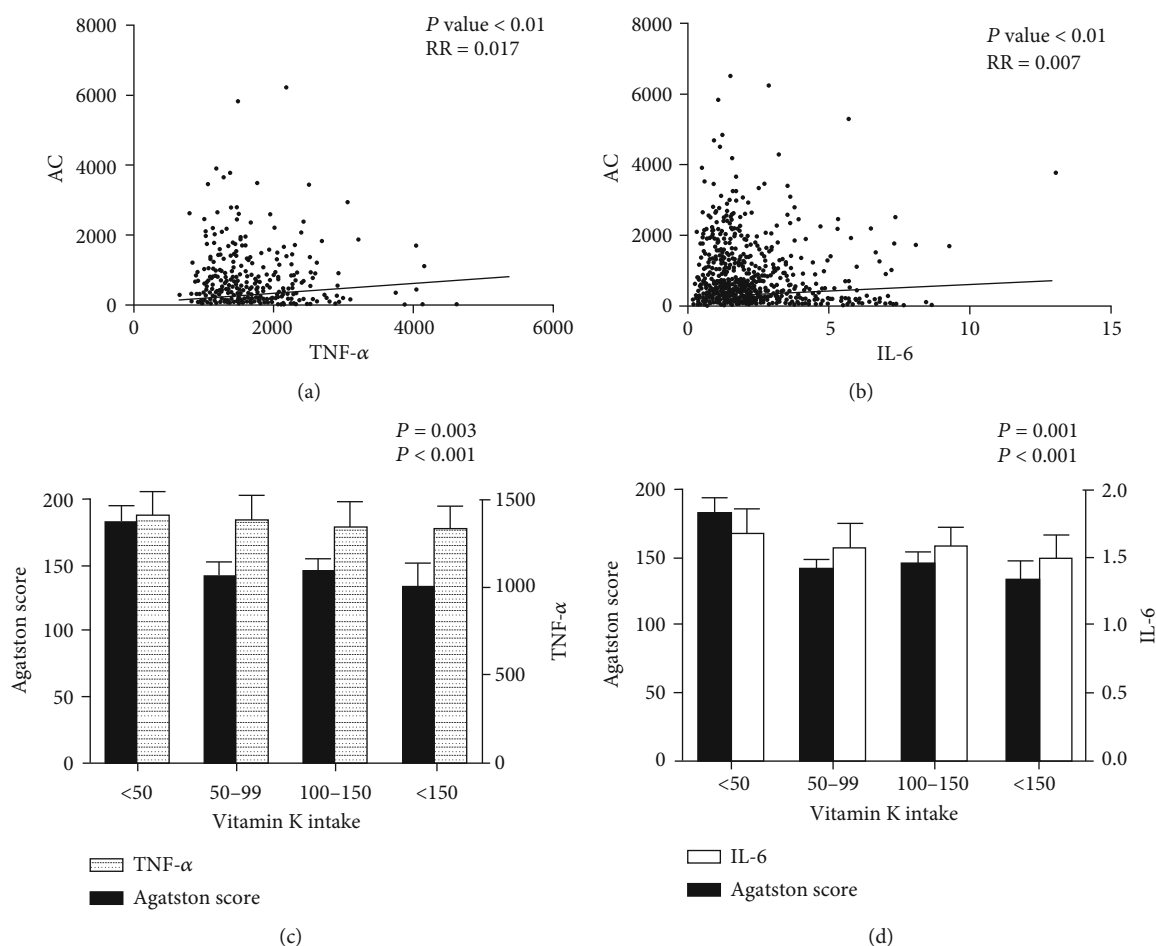 P value < 0.01
RR = 0.017
8000
6000
4000
2000
0
AC
0
2000
4000
6000
TNF-α
(a)
P value < 0.01
RR = 0.007
8000
6000
4000
2000
0
AC
0
5
10
15
IL-6
(b)
P = 0.003
P < 0.001
200
150
100
50
0
Agatston score
1500
1000
500
0
TNF-α
<50
50–99
100–150
<150
Vitamin K intake
TNF-α
Agatston score
(c)
P = 0.001
P < 0.001
200
150
100
50
0
Agatston score
2.0
1.5
1.0
1.5
0.0
IL-6
<50
50–99
100–150
<150
Vitamin K intake
IL-6
Agatston score
(d)